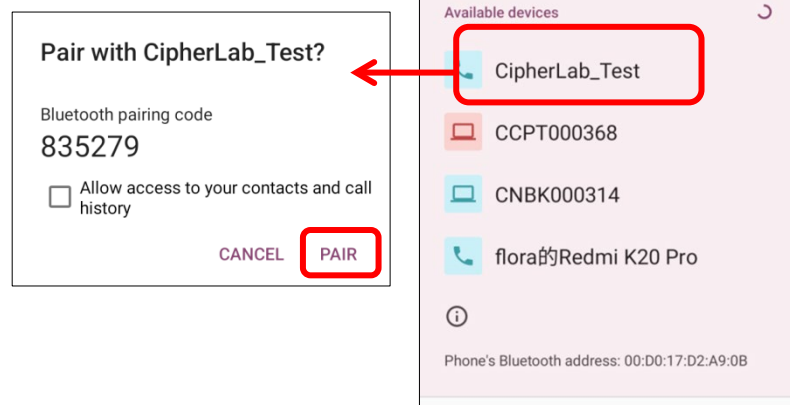 Pair with CipherLab_Test?
Bluetooth pairing code
835279
Allow access to your contacts and call
history
CANCEL PAIR
Available devices
CipherLab_Test
CCPT000368
CNBK000314
flora的Redmi K20 Pro
Phone's Bluetooth address: 00:D0:17:D2:A9:0B